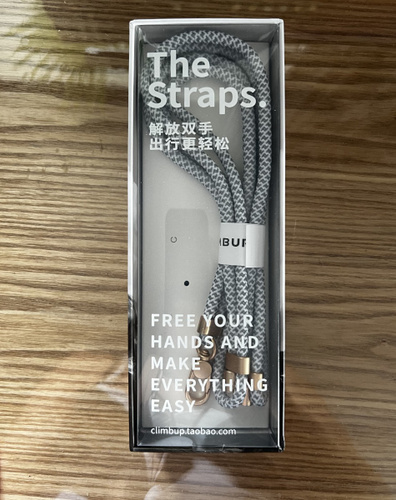 The
Straps.
解放双手
出行更轻松
FREE YOUR
HANDS AND
MAKE
EVERYTHING
EASY
climbup.taobao.com